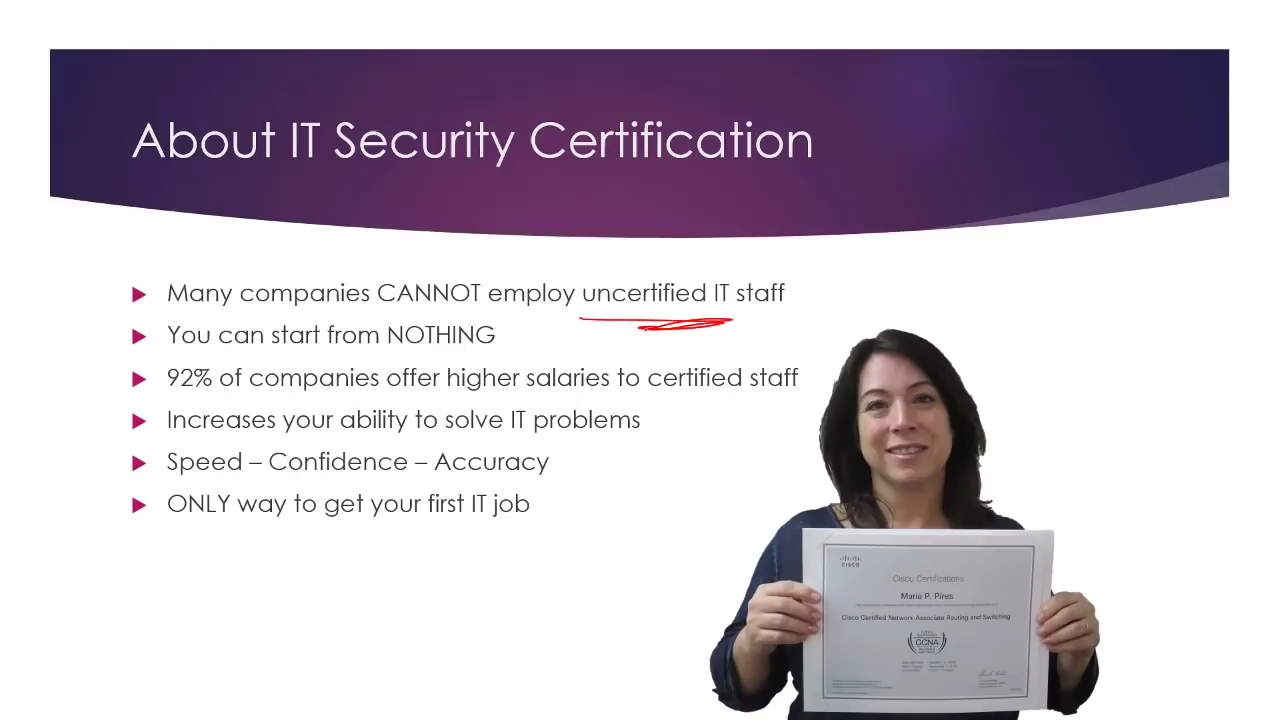 About IT Security Certification
Many companies CANNOT employ uncertified IT staff
You can start from NOTHING
92% of companies offer higher salaries to certified staff
Increases your ability to solve IT problems
Speed – Confidence – Accuracy
ONLY way to get your first IT job
CISCO
Cisco Certifications
Maria P. Pires
Cisco Certified Network Associate Routing and Switching
CCNA